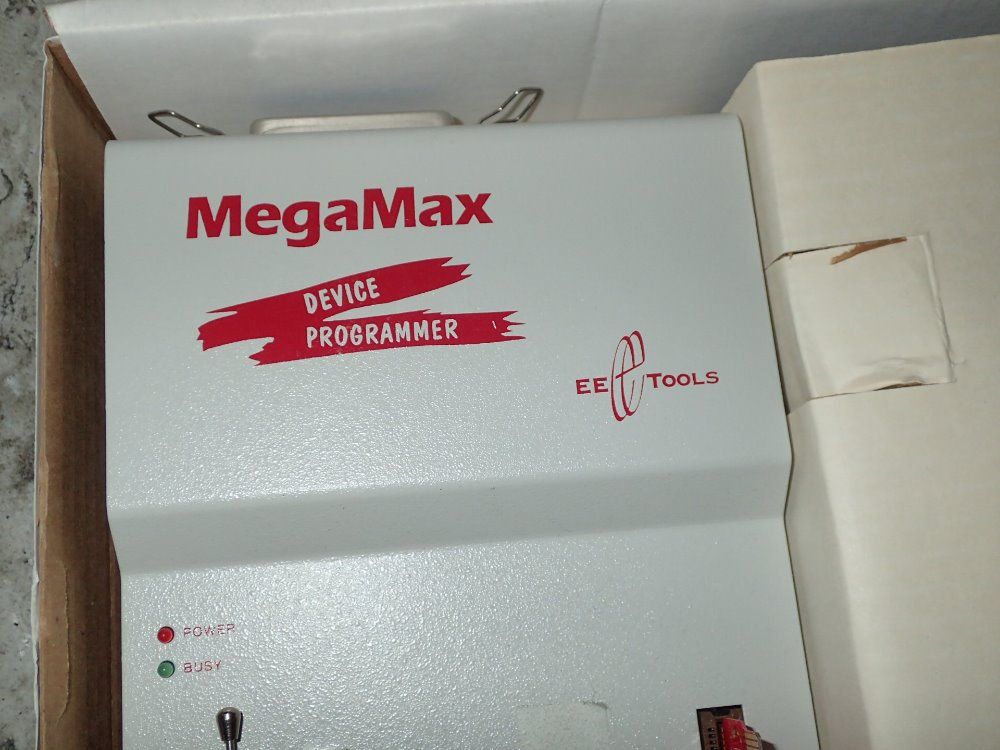 MegaMax
DEVICE
PROGRAMMER
EE e TOOLS
POWER
BUSY